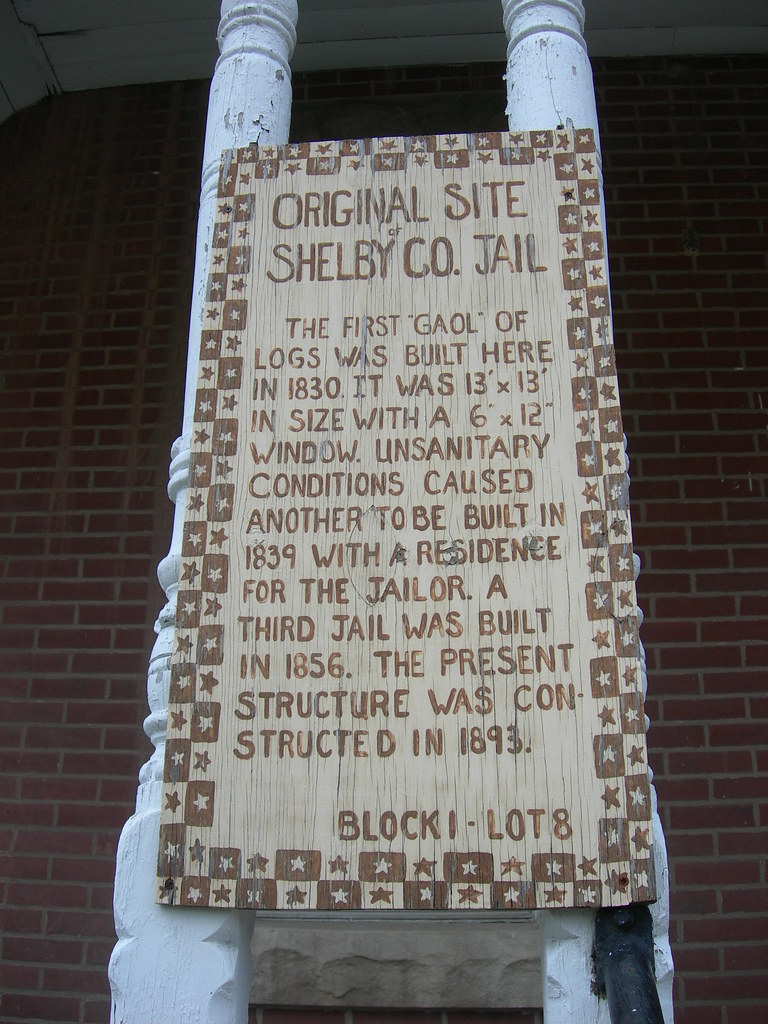 ORIGINAL SITE
OF
SHELBY CO. JAIL
THE FIRST "GAOL" OF
LOGS WAS BUILT HERE
IN 1830. IT WAS 13' x 13'
IN SIZE WITH A 6" x 12"
WINDOW. UNSANITARY
CONDITIONS CAUSED
ANOTHER TO BE BUILT IN
1839 WITH A RESIDENCE
FOR THE JAILOR. A
THIRD JAIL WAS BUILT
IN 1856. THE PRESENT
STRUCTURE WAS CON-
STRUCTED IN 1893.
BLOCK 1 - LOT 8